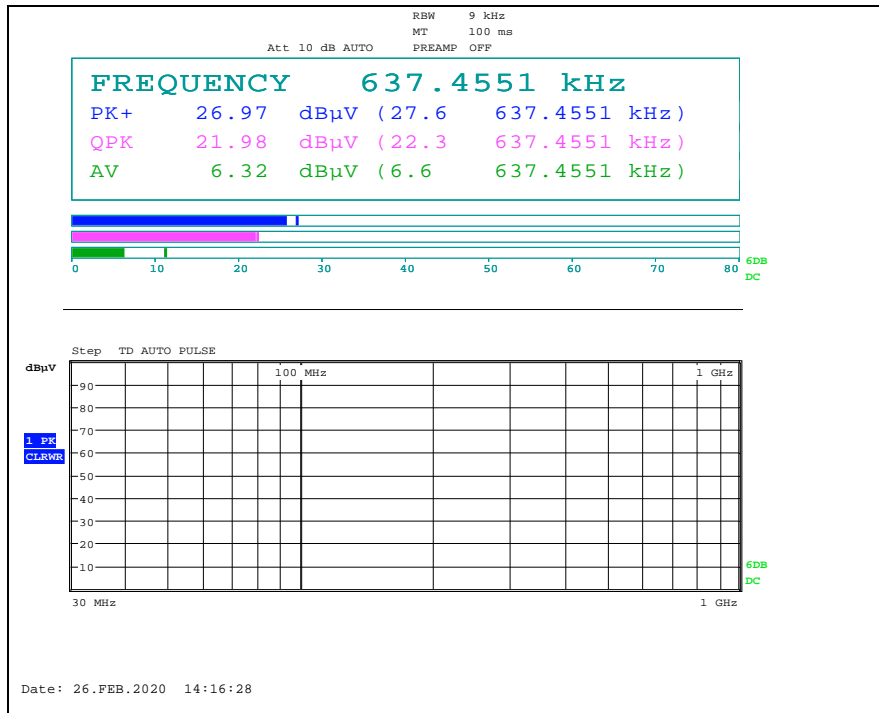 RBW 9 kHz
MT 100 ms
Att 10 dB AUTO PREAMP OFF
FREQUENCY 637.4551 kHz
PK+ 26.97 dBµV (27.6 637.4551 kHz)
QPK 21.98 dBµV (22.3 637.4551 kHz)
AV 6.32 dBµV (6.6 637.4551 kHz)
0 10 20 30 40 50 60 70 80
6DB
DC
Step TD AUTO PULSE
dBµV
100 MHz 1 GHz
90
80
70
1 PK
CLRWR
60
50
40
30
20
10
6DB
DC
30 MHz 1 GHz
Date: 26.FEB.2020 14:16:28